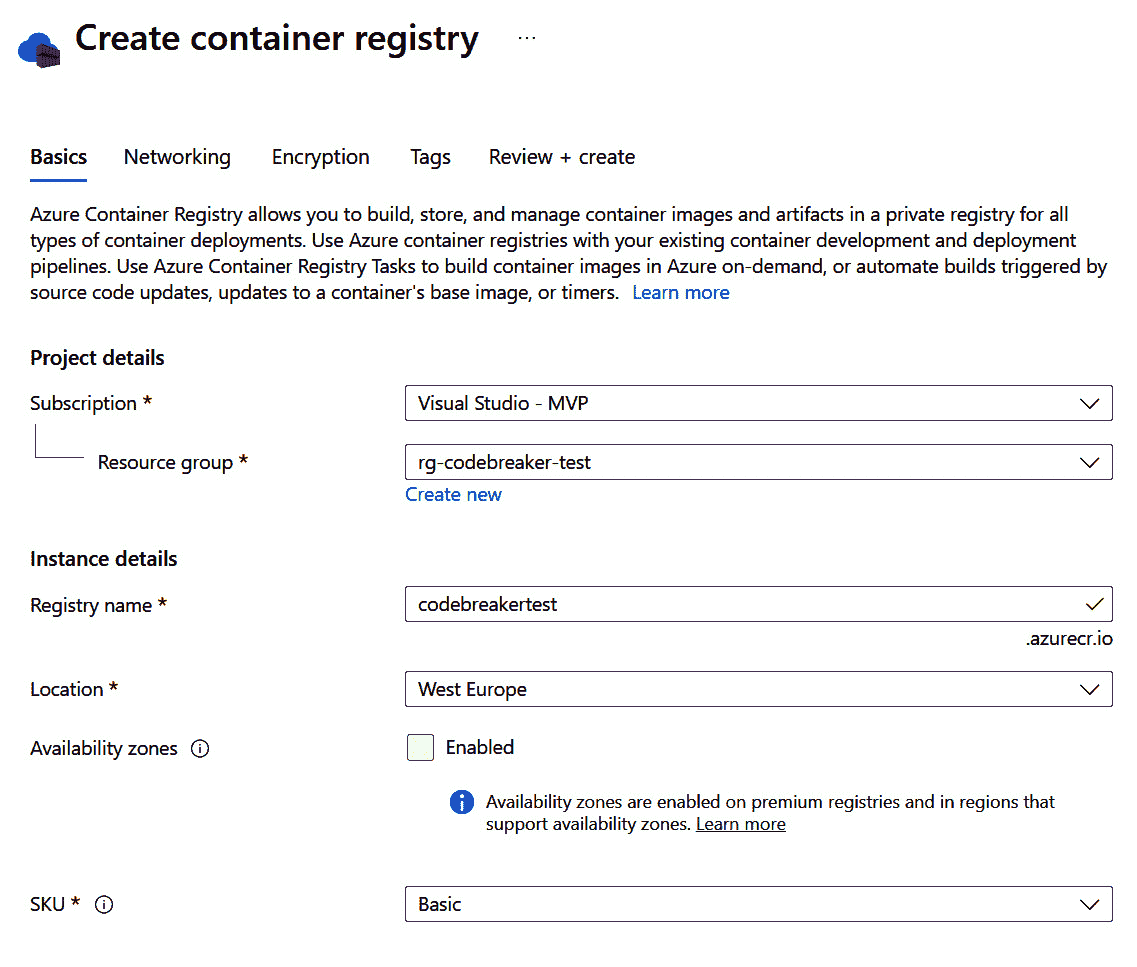 Create container registry ...
Basics Networking Encryption Tags Review + create
Azure Container Registry allows you to build, store, and manage container images and artifacts in a private registry for all
types of container deployments. Use Azure container registries with your existing container development and deployment
pipelines. Use Azure Container Registry Tasks to build container images in Azure on-demand, or automate builds triggered by
source code updates, updates to a container's base image, or timers. Learn more
Project details
Subscription * Visual Studio - MVP
Resource group * rg-codebreaker-test
Create new
Instance details
Registry name * codebreakertest
.azurecr.io
Location * West Europe
Availability zones Enabled
Availability zones are enabled on premium registries and in regions that
support availability zones. Learn more
SKU * Basic